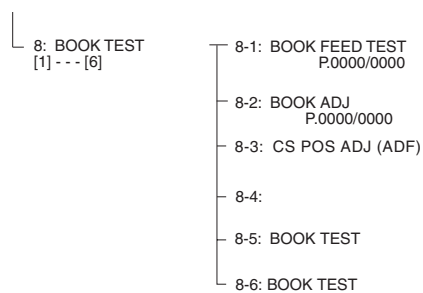 8: BOOK TEST
[1] - - - [6]
8-1: BOOK FEED TEST
P.0000/0000
8-2: BOOK ADJ
P.0000/0000
8-3: CS POS ADJ (ADF)
8-4:
8-5: BOOK TEST
8-6: BOOK TEST